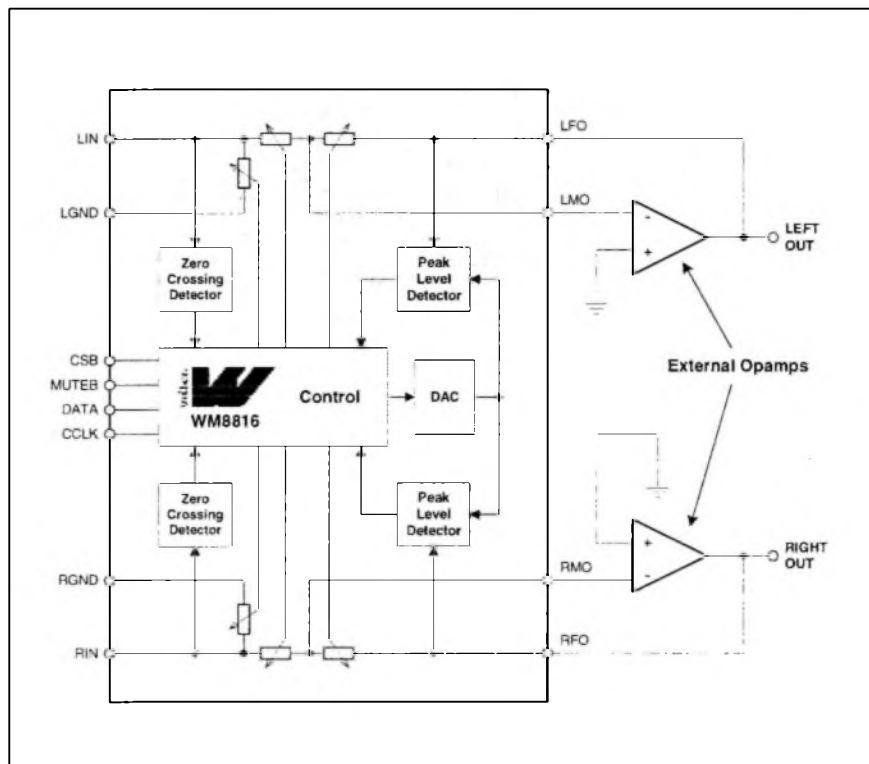 LIN
LFO
LGND
LMO
LEFT
OUT
Zero
Crossing
Detector
Peak
Level
Detector
CSB
MUTEB
DATA
CCLK
WM8816
Control
DAC
External Opamps
Zero
Crossing
Detector
Peak
Level
Detector
RGND
RMO
RIGHT
OUT
RIN
RFO
- 
+
+
-